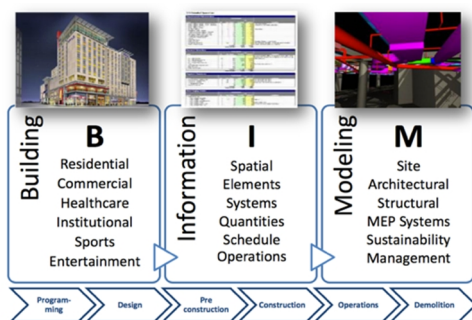 Building
B
Residential
Commercial
Healthcare
Institutional
Sports
Entertainment
Information
I
Spatial
Elements
Systems
Quantities
Schedule
Operations
Modeling
M
Site
Architectural
Structural
MEP Systems
Sustainability
Management
Program-
ming
Design
Pre
construction
Construction
Operations
Demolition